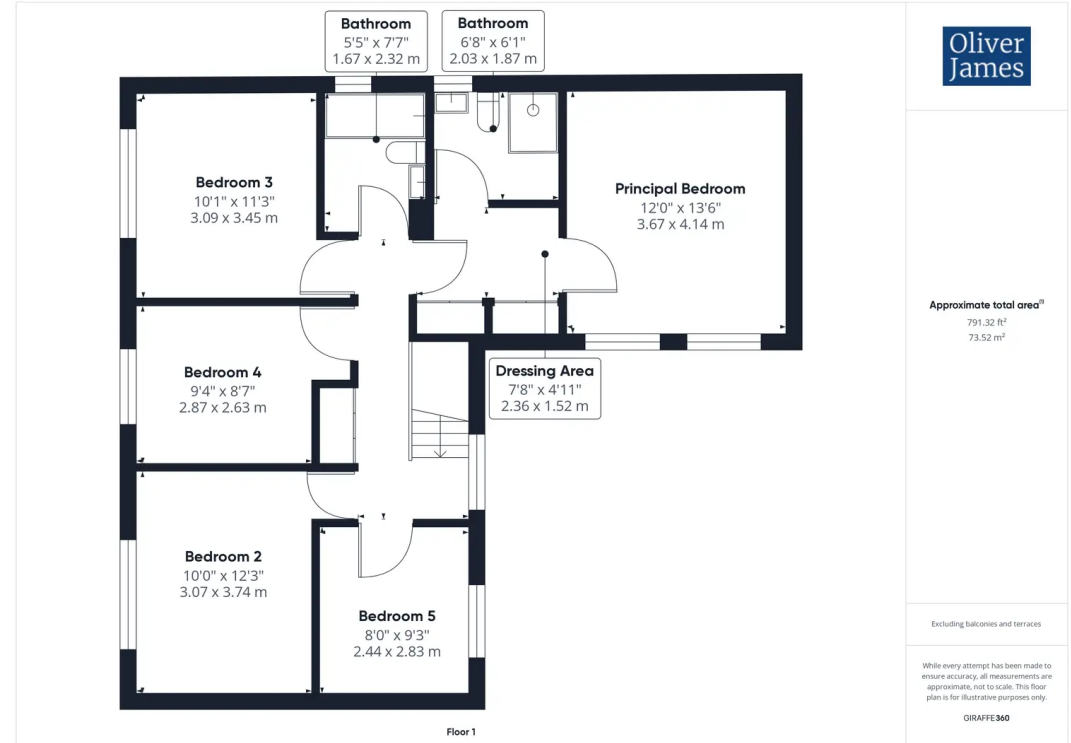 Bathroom
5'5" x 7'7"
1.67 x 2.32 m
Bathroom
6'8" x 6'1"
2.03 x 1.87 m
Bedroom 3
10'1" x 11'3"
3.09 x 3.45 m
Principal Bedroom
12'0" x 13'6"
3.67 x 4.14 m
Bedroom 4
9'4" x 8'7"
2.87 x 2.63 m
Dressing Area
7'8" x 4'11"
2.36 x 1.52 m
Bedroom 2
10'0" x 12'3"
3.07 x 3.74 m
Bedroom 5
8'0" x 9'3"
2.44 x 2.83 m
Floor 1
Oliver
James
Approximate total area⁽¹⁾
791.32 ft²
73.52 m²
Excluding balconies and terraces
While every attempt has been made to
ensure accuracy, all measurements are
approximate, not to scale. This floor
plan is for illustrative purposes only.
GIRAFFE360